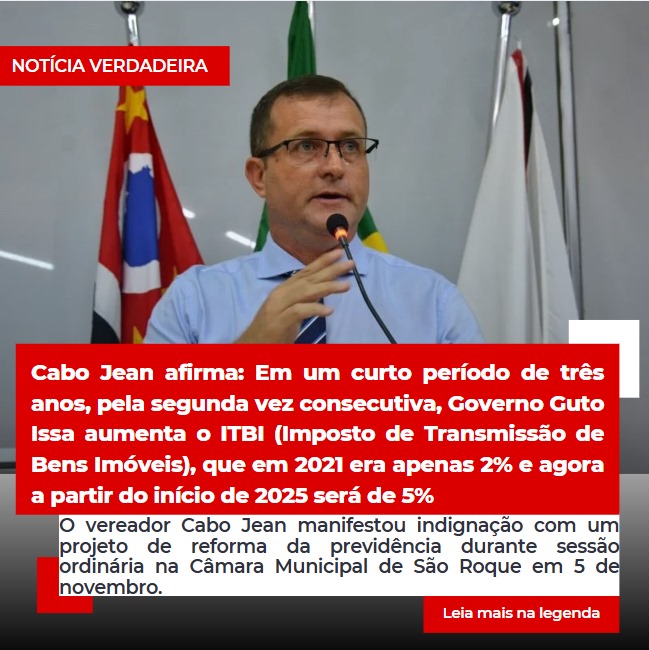 NOTÍCIA VERDADEIRA
Cabo Jean afirma: Em um curto período de três
anos, pela segunda vez consecutiva, Governo Guto
Issa aumenta o ITBI (Imposto de Transmissão de
Bens Imóveis), que em 2021 era apenas 2% e agora
a partir do início de 2025 será de 5%
O vereador Cabo Jean manifestou indignação com um
projeto de reforma da previdência durante sessão
ordinária na Câmara Municipal de São Roque em 5 de
novembro.
Leia mais na legenda